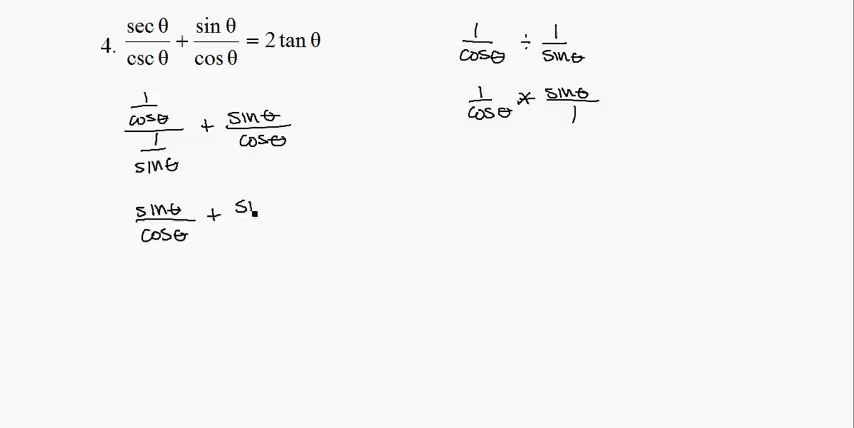 4. sec θ / csc θ + sin θ / cos θ = 2 tan θ
1/cosθ / 1/sinθ + sinθ/cosθ
sinθ/cosθ + si
1/cosθ ÷ 1/sinθ
1/cosθ * sinθ/1